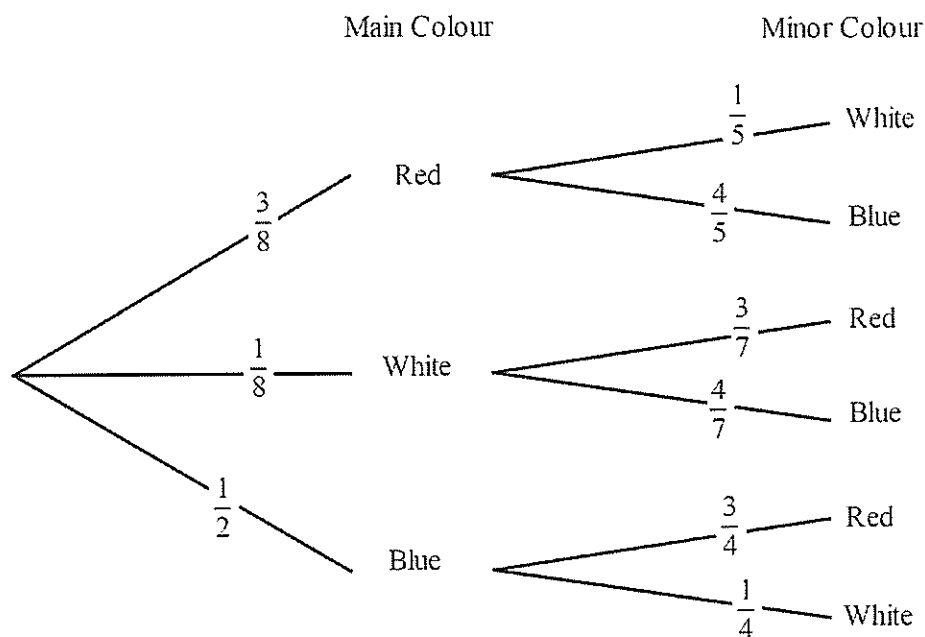 Main Colour Minor Colour
1/5 White
Red
3/8
4/5 Blue
3/7 Red
1/8 White
4/7 Blue
1/2
3/4 Red
Blue
1/4 White